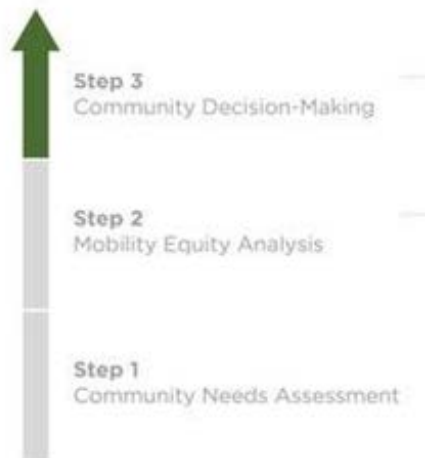 Step 3
Community Decision-Making
Step 2
Mobility Equity Analysis
Step 1
Community Needs Assessment